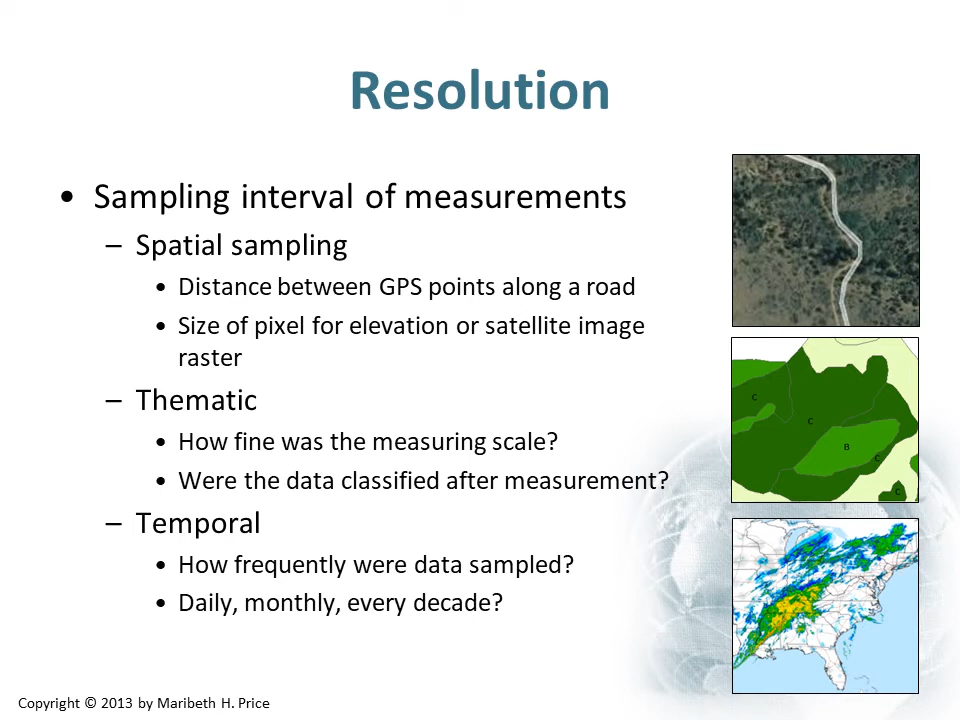 Resolution
• Sampling interval of measurements
– Spatial sampling
• Distance between GPS points along a road
• Size of pixel for elevation or satellite image
raster
– Thematic
• How fine was the measuring scale?
• Were the data classified after measurement?
– Temporal
• How frequently were data sampled?
• Daily, monthly, every decade?
C
C
B
C
C
Copyright © 2013 by Maribeth H. Price